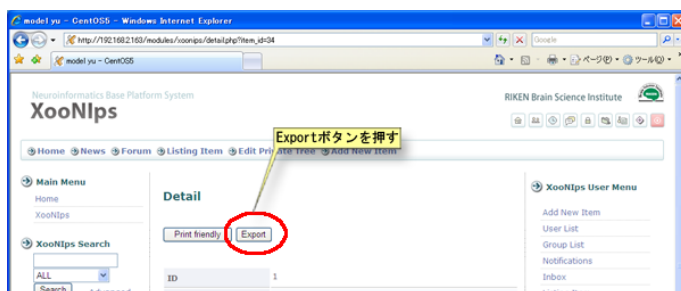 model yu - CentOS5 - Windows Internet Explorer
http://192.168.2.163/modules/xoonips/detail.php?item_id=34
Google
model yu - CentOS5
ページ(P)
ツール(O)
Neuroinformatics Base Platform System
XooNIps
RIKEN Brain Science Institute
Exportボタンを押す
Home News Forum Listing Item Edit Private Tree Add New Item
Main Menu
Home
XooNIps
XooNIps Search
ALL
Search
Advanced
Detail
Print friendly
Export
ID
1
XooNIps User Menu
Add New Item
User List
Group List
Notifications
Inbox